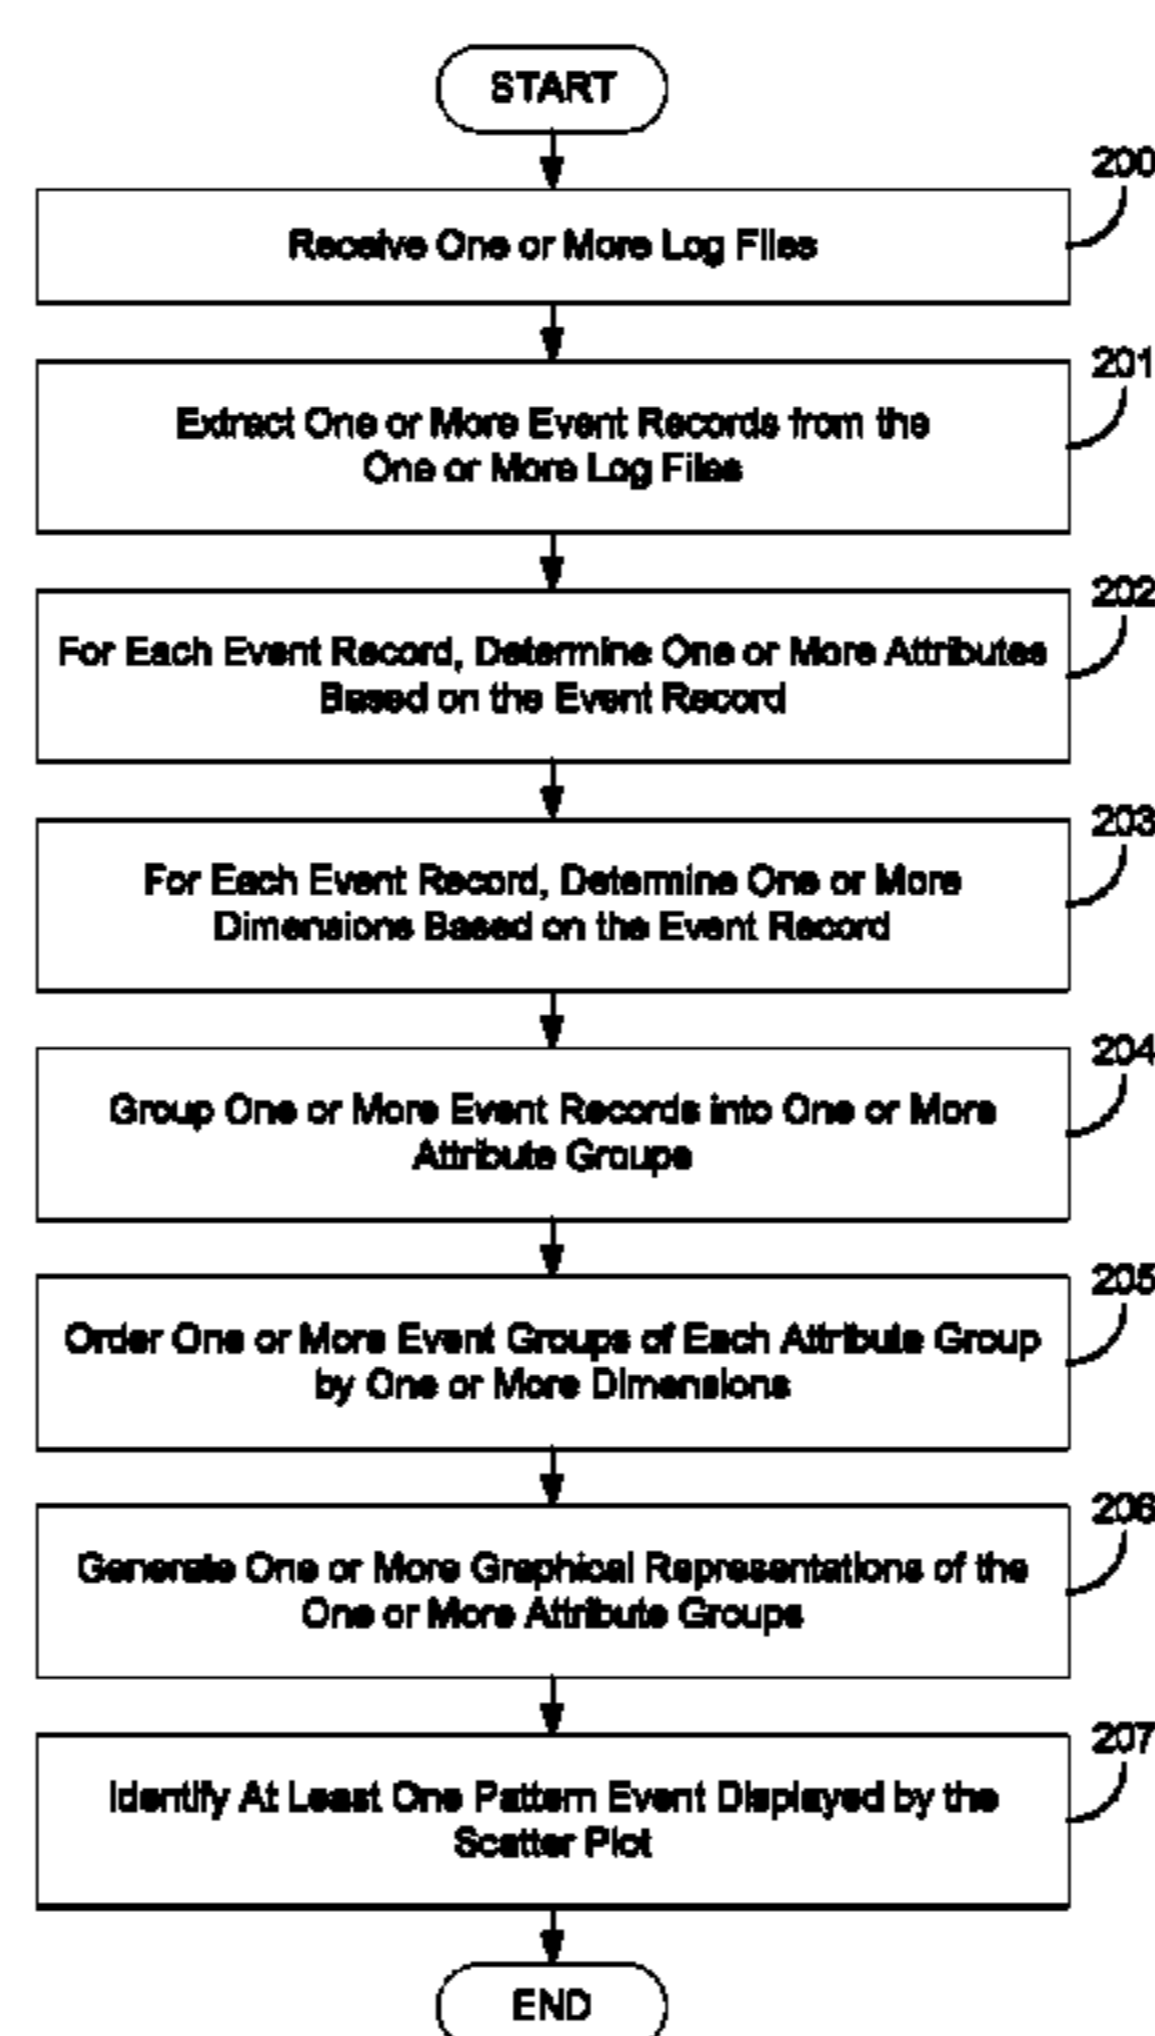 START
200
Receive One or More Log Files
201
Extract One or More Event Records from the
One or More Log Files
202
For Each Event Record, Determine One or More Attributes
Based on the Event Record
203
For Each Event Record, Determine One or More
Dimensions Based on the Event Record
204
Group One or More Event Records into One or More
Attribute Groups
205
Order One or More Event Groups of Each Attribute Group
by One or More Dimensions
206
Generate One or More Graphical Representations of the
One or More Attribute Groups
207
Identify At Least One Pattern Event Displayed by the
Scatter Plot
END